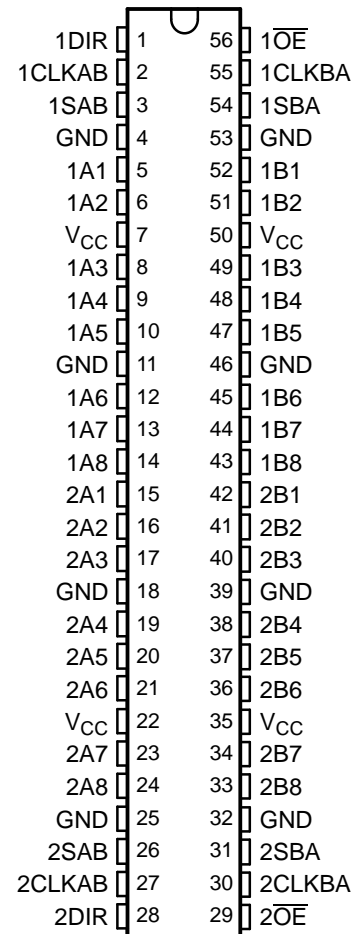 1DIR 1 56 1O̅E̅
1CLKAB 2 55 1CLKBA
1SAB 3 54 1SBA
GND 4 53 GND
1A1 5 52 1B1
1A2 6 51 1B2
VCC 7 50 VCC
1A3 8 49 1B3
1A4 9 48 1B4
1A5 10 47 1B5
GND 11 46 GND
1A6 12 45 1B6
1A7 13 44 1B7
1A8 14 43 1B8
2A1 15 42 2B1
2A2 16 41 2B2
2A3 17 40 2B3
GND 18 39 GND
2A4 19 38 2B4
2A5 20 37 2B5
2A6 21 36 2B6
VCC 22 35 VCC
2A7 23 34 2B7
2A8 24 33 2B8
GND 25 32 GND
2SAB 26 31 2SBA
2CLKAB 27 30 2CLKBA
2DIR 28 29 2O̅E̅